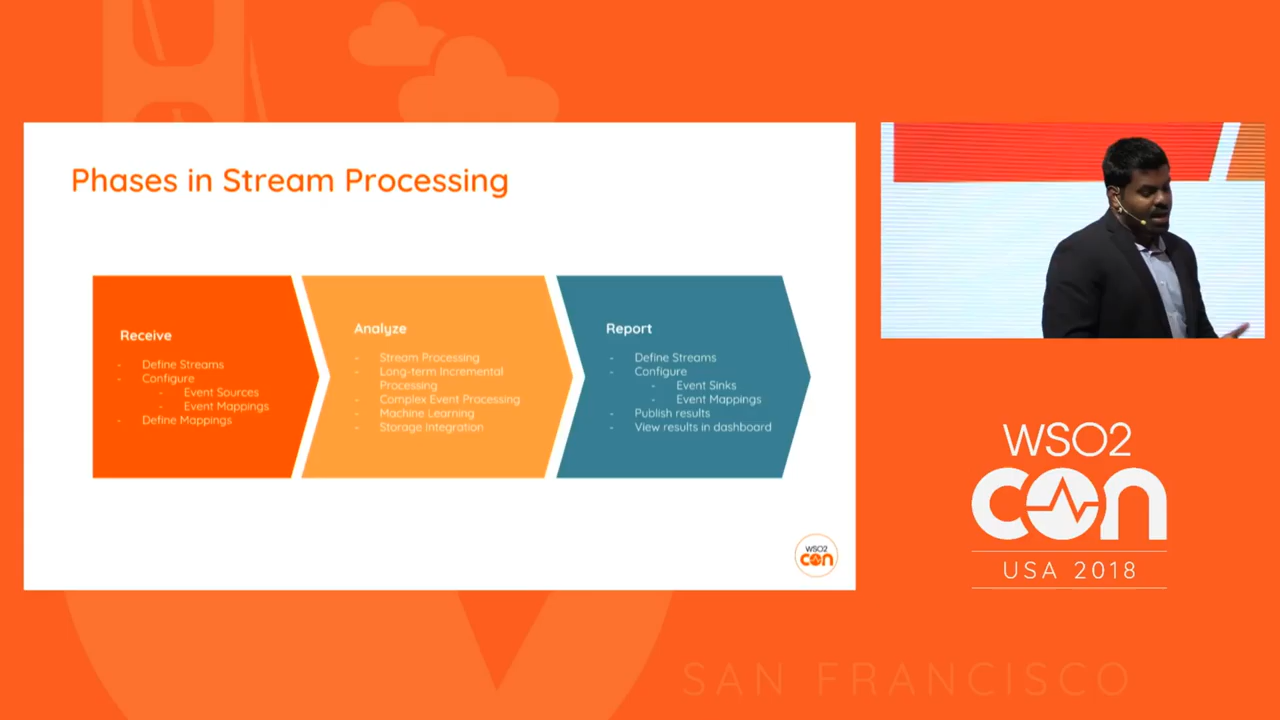 Phases in Stream Processing
Receive
- Define Streams
- Configure
- Event Sources
- Event Mappings
- Define Mappings
Analyze
- Stream Processing
- Long-term Incremental
Processing
- Complex Event Processing
- Machine Learning
- Storage Integration
Report
- Define Streams
- Configure
- Event Sinks
- Event Mappings
- Publish results
- View results in dashboard
WSO2
con
WSO2
con
USA 2018
SAN FRANCISCO